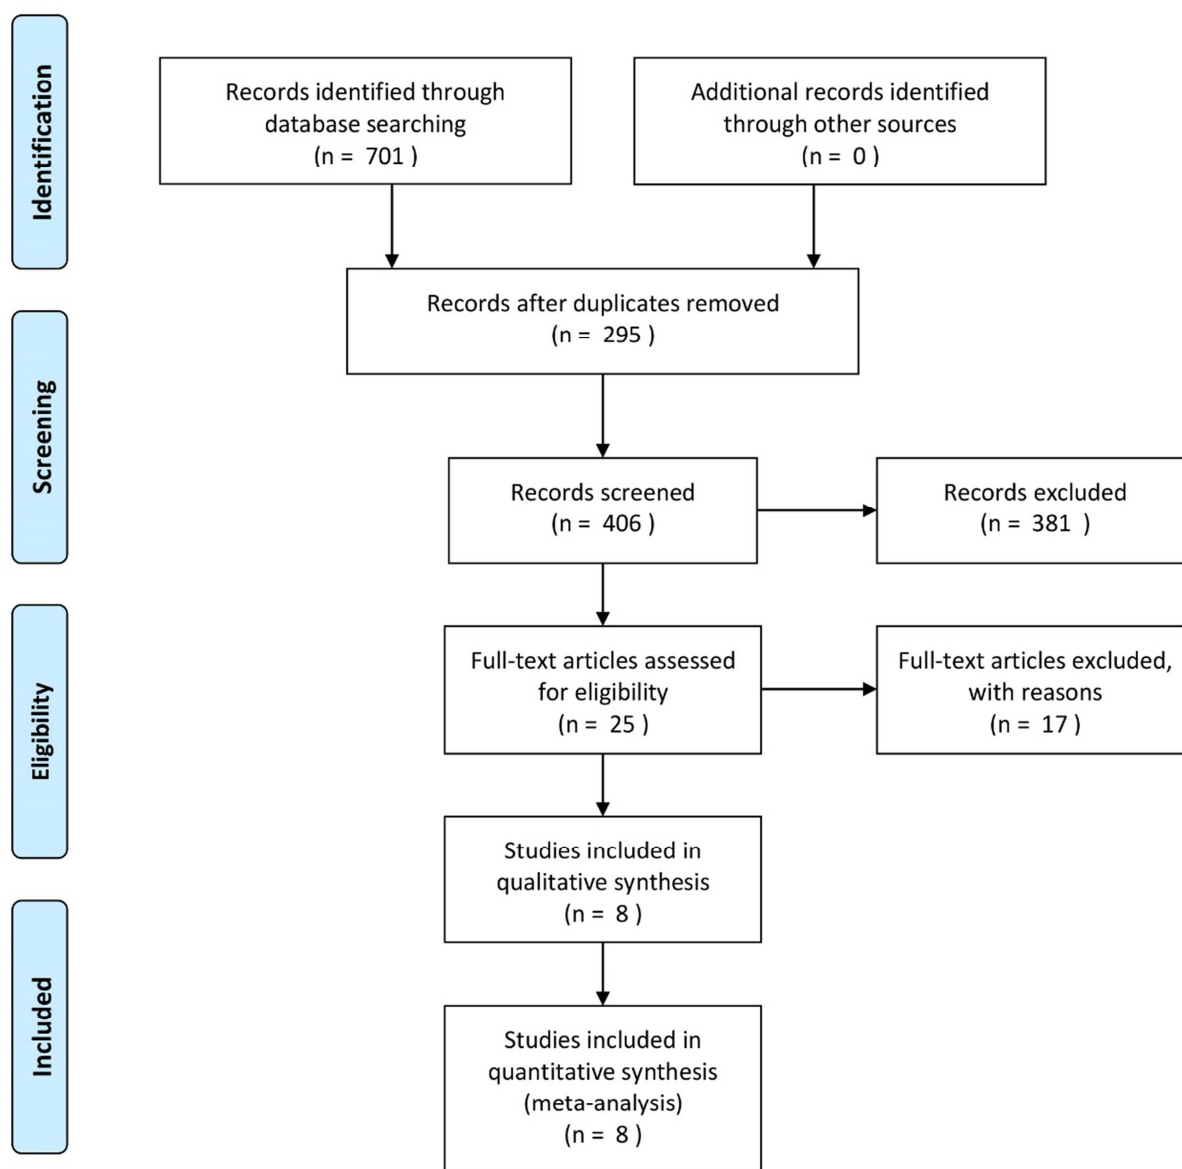 Identification
Records identified through
database searching
(n = 701 )
Additional records identified
through other sources
(n = 0 )
Records after duplicates removed
(n = 295 )
Screening
Records screened
(n = 406 )
Records excluded
(n = 381 )
Eligibility
Full-text articles assessed
for eligibility
(n = 25 )
Full-text articles excluded,
with reasons
(n = 17 )
Studies included in
qualitative synthesis
(n = 8 )
Included
Studies included in
quantitative synthesis
(meta-analysis)
(n = 8 )